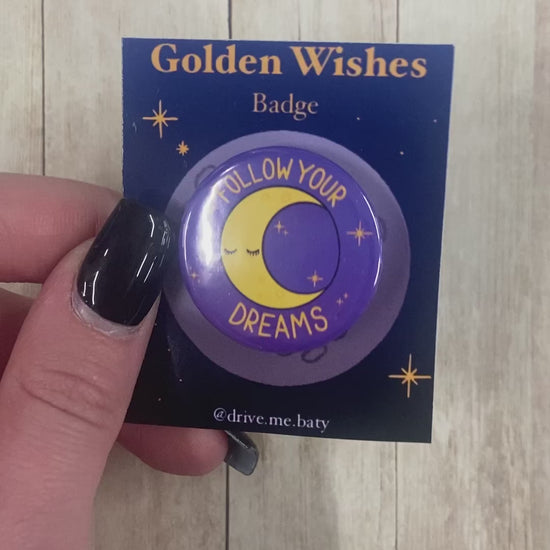 Golden Wishes
Badge
FOLLOW YOUR
DREAMS
@drive.me.baty